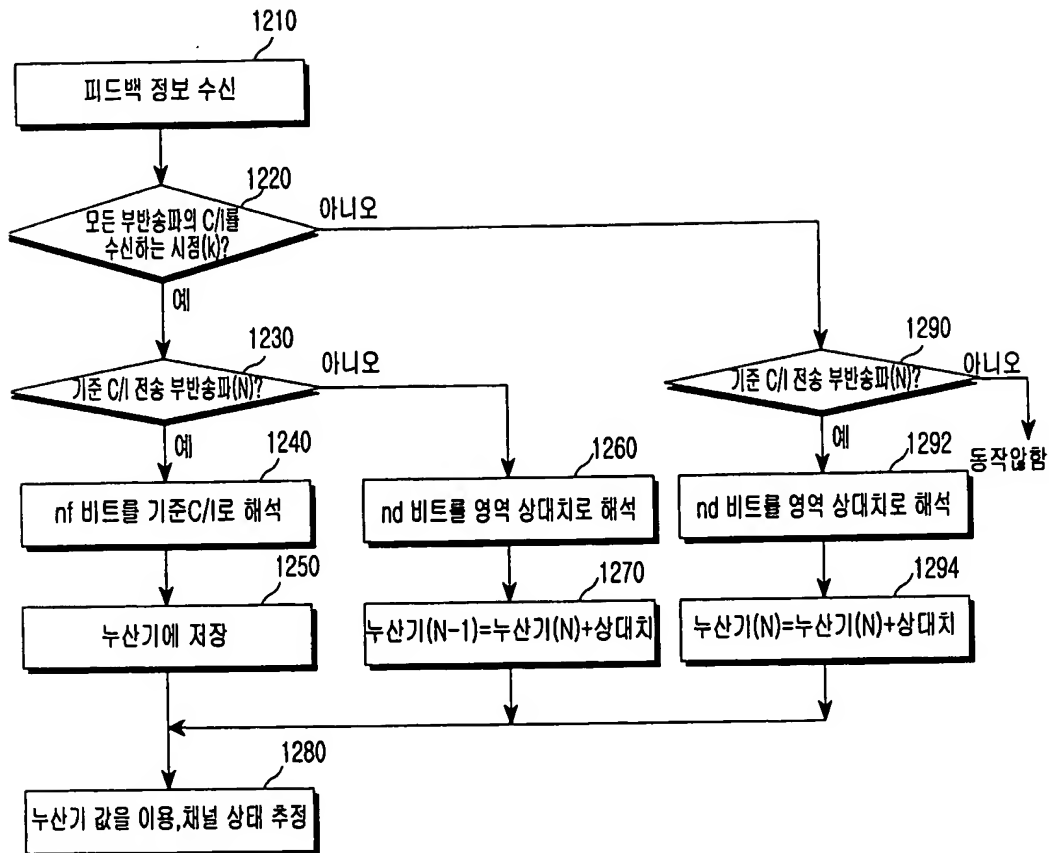 1210
피드백 정보 수신
1220
모든 부반송파의 C/I를
수신하는 시점(k)?
아니오
예
1230
기준 C/I 전송 부반송파(N)?
아니오
1290
기준 C/I 전송 부반송파(N)?
아니오
예
예
동작않함
1240
nf 비트를 기준C/I로 해석
1260
nd 비트를 영역 상대치로 해석
1292
nd 비트를 영역 상대치로 해석
1250
누산기에 저장
1270
누산기(N-1)=누산기(N)+상대치
1294
누산기(N)=누산기(N)+상대치
1280
누산기 값을 이용,채널 상태 추정